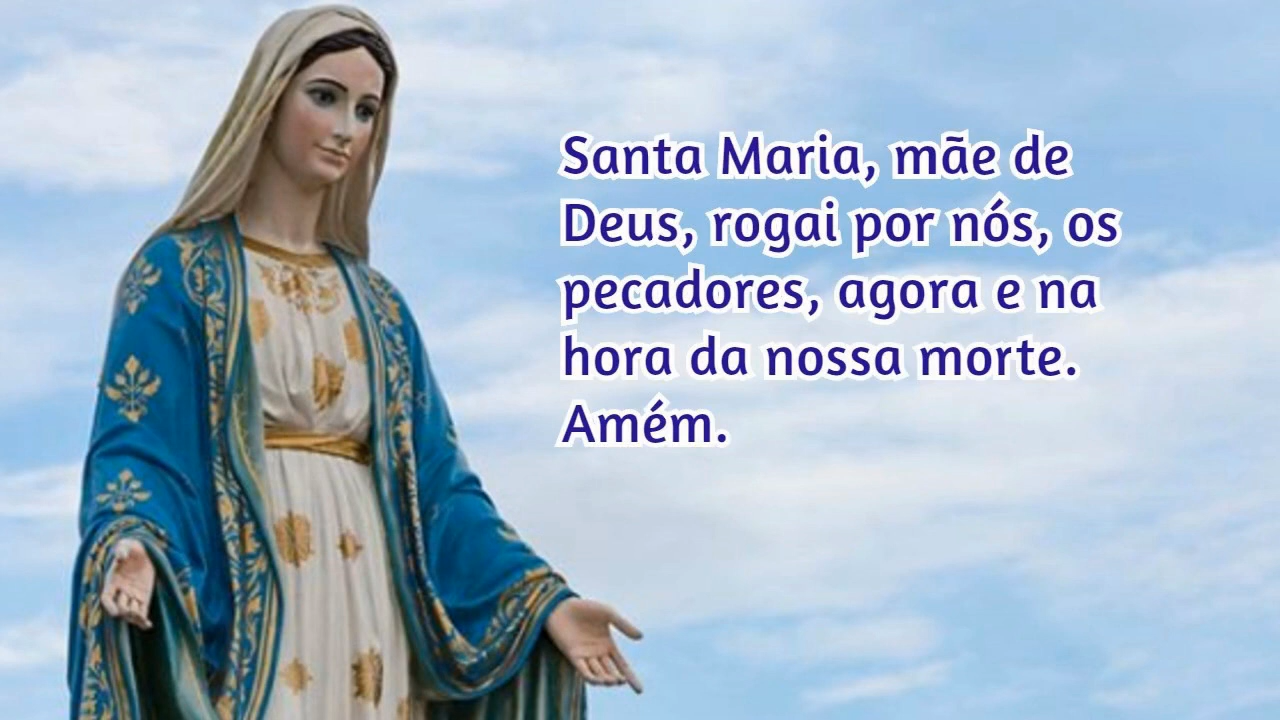 Santa Maria, mãe de
Deus, rogai por nós, os
pecadores, agora e na
hora da nossa morte.
Amém.